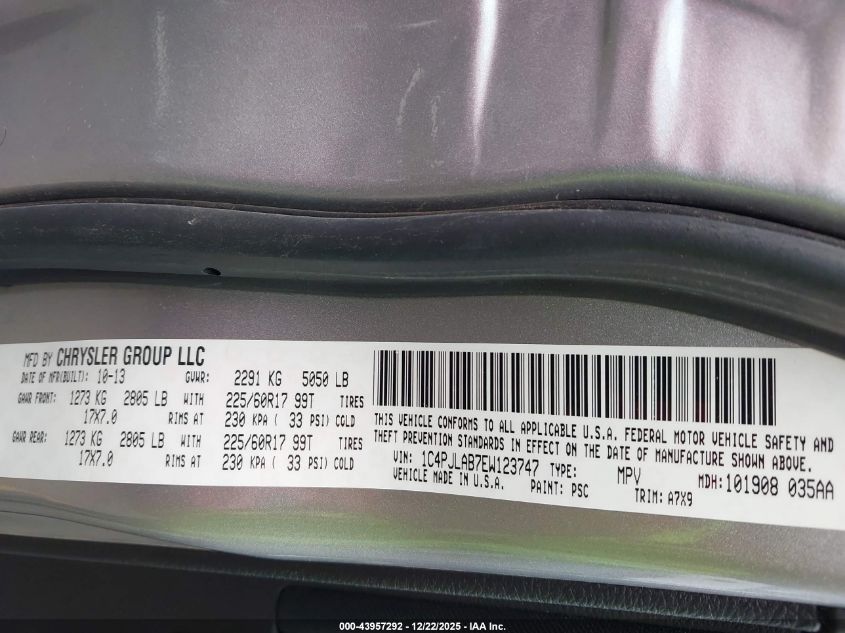 MFD BY CHRYSLER GROUP LLC
DATE OF MFR(BUILT): 10-13 GVWR: 2291 KG 5050 LB
GAWR FRONT: 1273 KG 2805 LB WITH 225/60R17 99T TIRES
17X7.0 RIMS AT 230 KPA ( 33 PSI) COLD
GAWR REAR: 1273 KG 2805 LB WITH 225/60R17 99T TIRES
17X7.0 RIMS AT 230 KPA ( 33 PSI) COLD
THIS VEHICLE CONFORMS TO ALL APPLICABLE U.S.A. FEDERAL MOTOR VEHICLE SAFETY AND
THEFT PREVENTION STANDARDS IN EFFECT ON THE DATE OF MANUFACTURE SHOWN ABOVE.
VIN: 1C4PJLAB7EW123747 TYPE: MPV MDH: 101908 035AA
VEHICLE MADE IN U.S.A. PAINT: PSC TRIM: A7X9
000-43957292 - 12/22/2025 - IAA Inc.